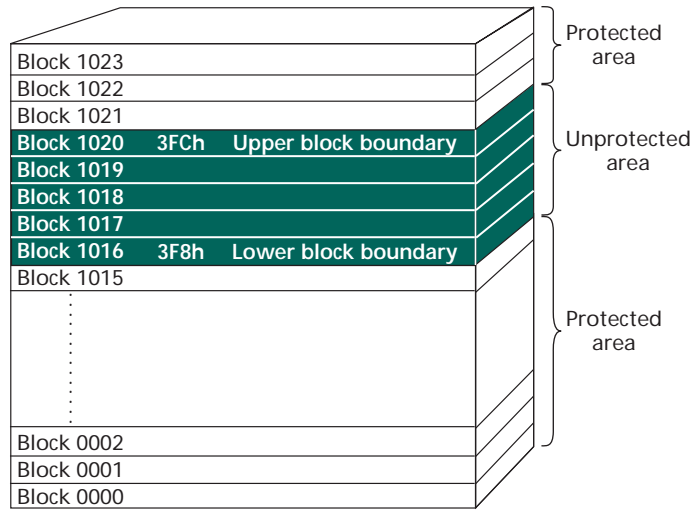 Block 1023
Block 1022
Block 1021
Block 1020 3FCh Upper block boundary
Block 1019
Block 1018
Block 1017
Block 1016 3F8h Lower block boundary
Block 1015
Block 0002
Block 0001
Block 0000
Protected
area
Unprotected
area
Protected
area